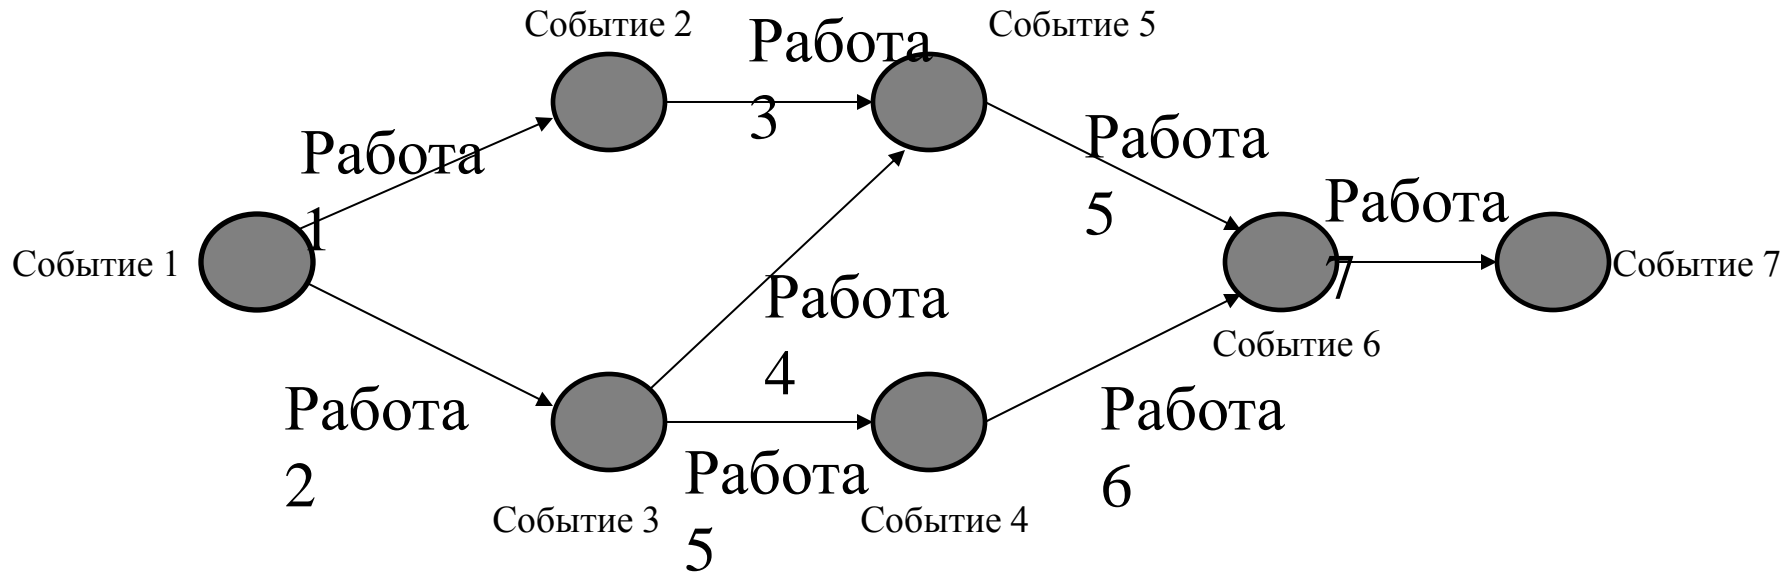 Событие 2
Работа
3
Событие 5
Работа
1
Работа
5
Работа
7
Событие 1
Событие 7
Работа
4
Событие 6
Работа
2
Работа
6
Работа
5
Событие 3
Событие 4